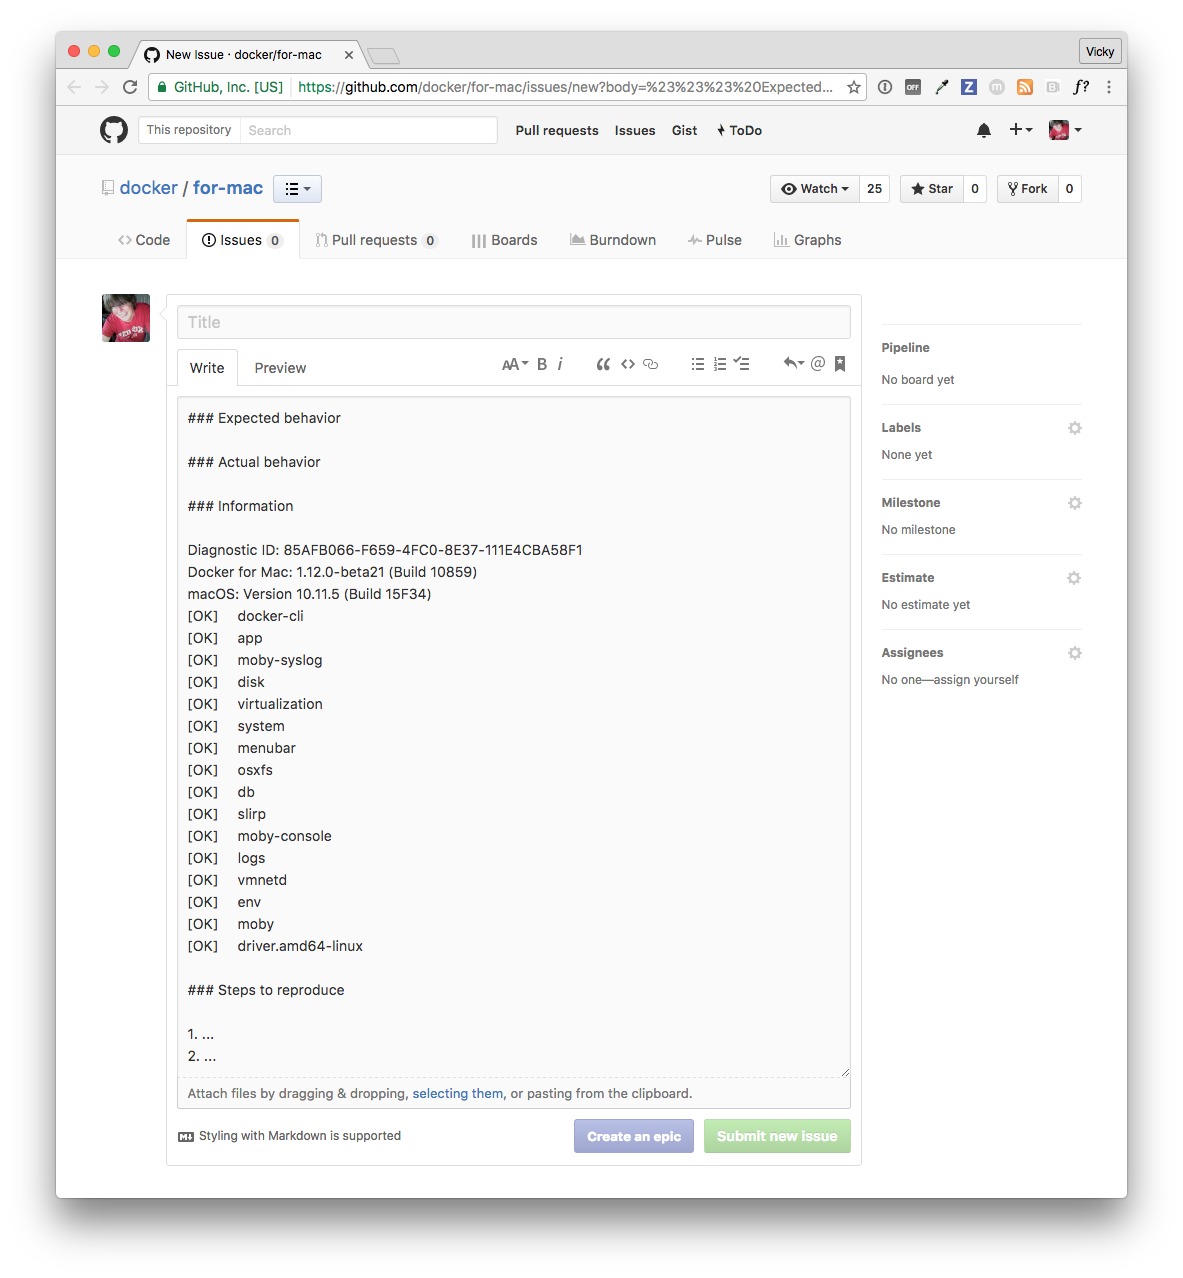 New Issue · docker/for-mac
Vicky
GitHub, Inc. [US] https://github.com/docker/for-mac/issues/new?body=%23%23%23%20Expected...
This repository Search Pull requests Issues Gist ToDo
docker / for-mac
Watch 25 Star 0 Fork 0
Code Issues 0 Pull requests 0 Boards Burndown Pulse Graphs
Title
Write Preview AA B i
### Expected behavior
### Actual behavior
### Information
Diagnostic ID: 85AFB066-F659-4FC0-8E37-111E4CBA58F1
Docker for Mac: 1.12.0-beta21 (Build 10859)
macOS: Version 10.11.5 (Build 15F34)
[OK] docker-cli
[OK] app
[OK] moby-syslog
[OK] disk
[OK] virtualization
[OK] system
[OK] menubar
[OK] osxfs
[OK] db
[OK] slirp
[OK] moby-console
[OK] logs
[OK] vmnetd
[OK] env
[OK] moby
[OK] driver.amd64-linux
### Steps to reproduce
1. ...
2. ...
Attach files by dragging & dropping, selecting them, or pasting from the clipboard.
Styling with Markdown is supported
Create an epic Submit new issue
Pipeline
No board yet
Labels
None yet
Milestone
No milestone
Estimate
No estimate yet
Assignees
No one—assign yourself